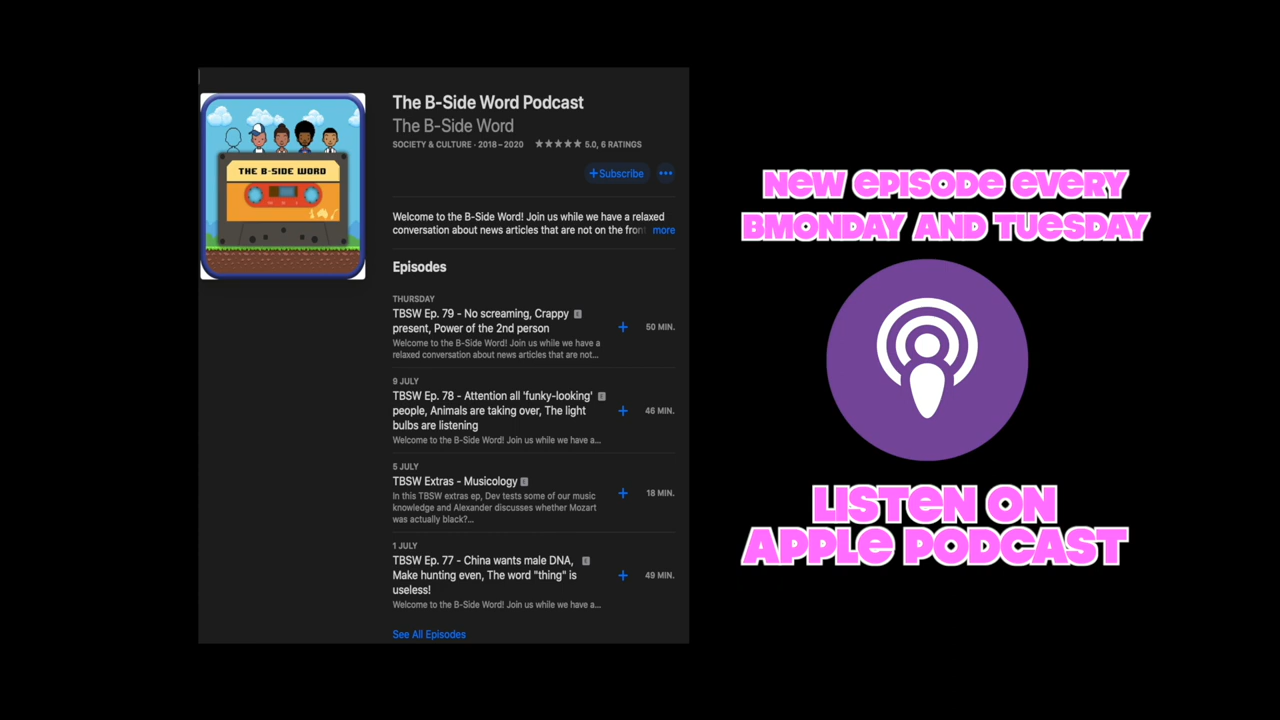 The B-Side Word Podcast
The B-Side Word
SOCIETY & CULTURE · 2018–2020 ★★★★★ 5.0, 6 RATINGS
+Subscribe
THE B-SIDE WORD
Welcome to the B-Side Word! Join us while we have a relaxed
conversation about news articles that are not on the front more
Episodes
THURSDAY
TBSW Ep. 79 - No screaming, Crappy E
present, Power of the 2nd person
Welcome to the B-Side Word! Join us while we have a
relaxed conversation about news articles that are not...
+ 50 MIN.
9 JULY
TBSW Ep. 78 - Attention all 'funky-looking' E
people, Animals are taking over, The light
bulbs are listening
Welcome to the B-Side Word! Join us while we have a...
+ 46 MIN.
5 JULY
TBSW Extras - Musicology E
In this TBSW extras ep, Dev tests some of our music
knowledge and Alexander discusses whether Mozart
was actually black?...
+ 18 MIN.
1 JULY
TBSW Ep. 77 - China wants male DNA, E
Make hunting even, The word "thing" is
useless!
Welcome to the B-Side Word! Join us while we have a...
+ 49 MIN.
See All Episodes
NEW EPISODE EVERY
BMONDAY AND TUESDAY
LISTEN ON
APPLE PODCAST